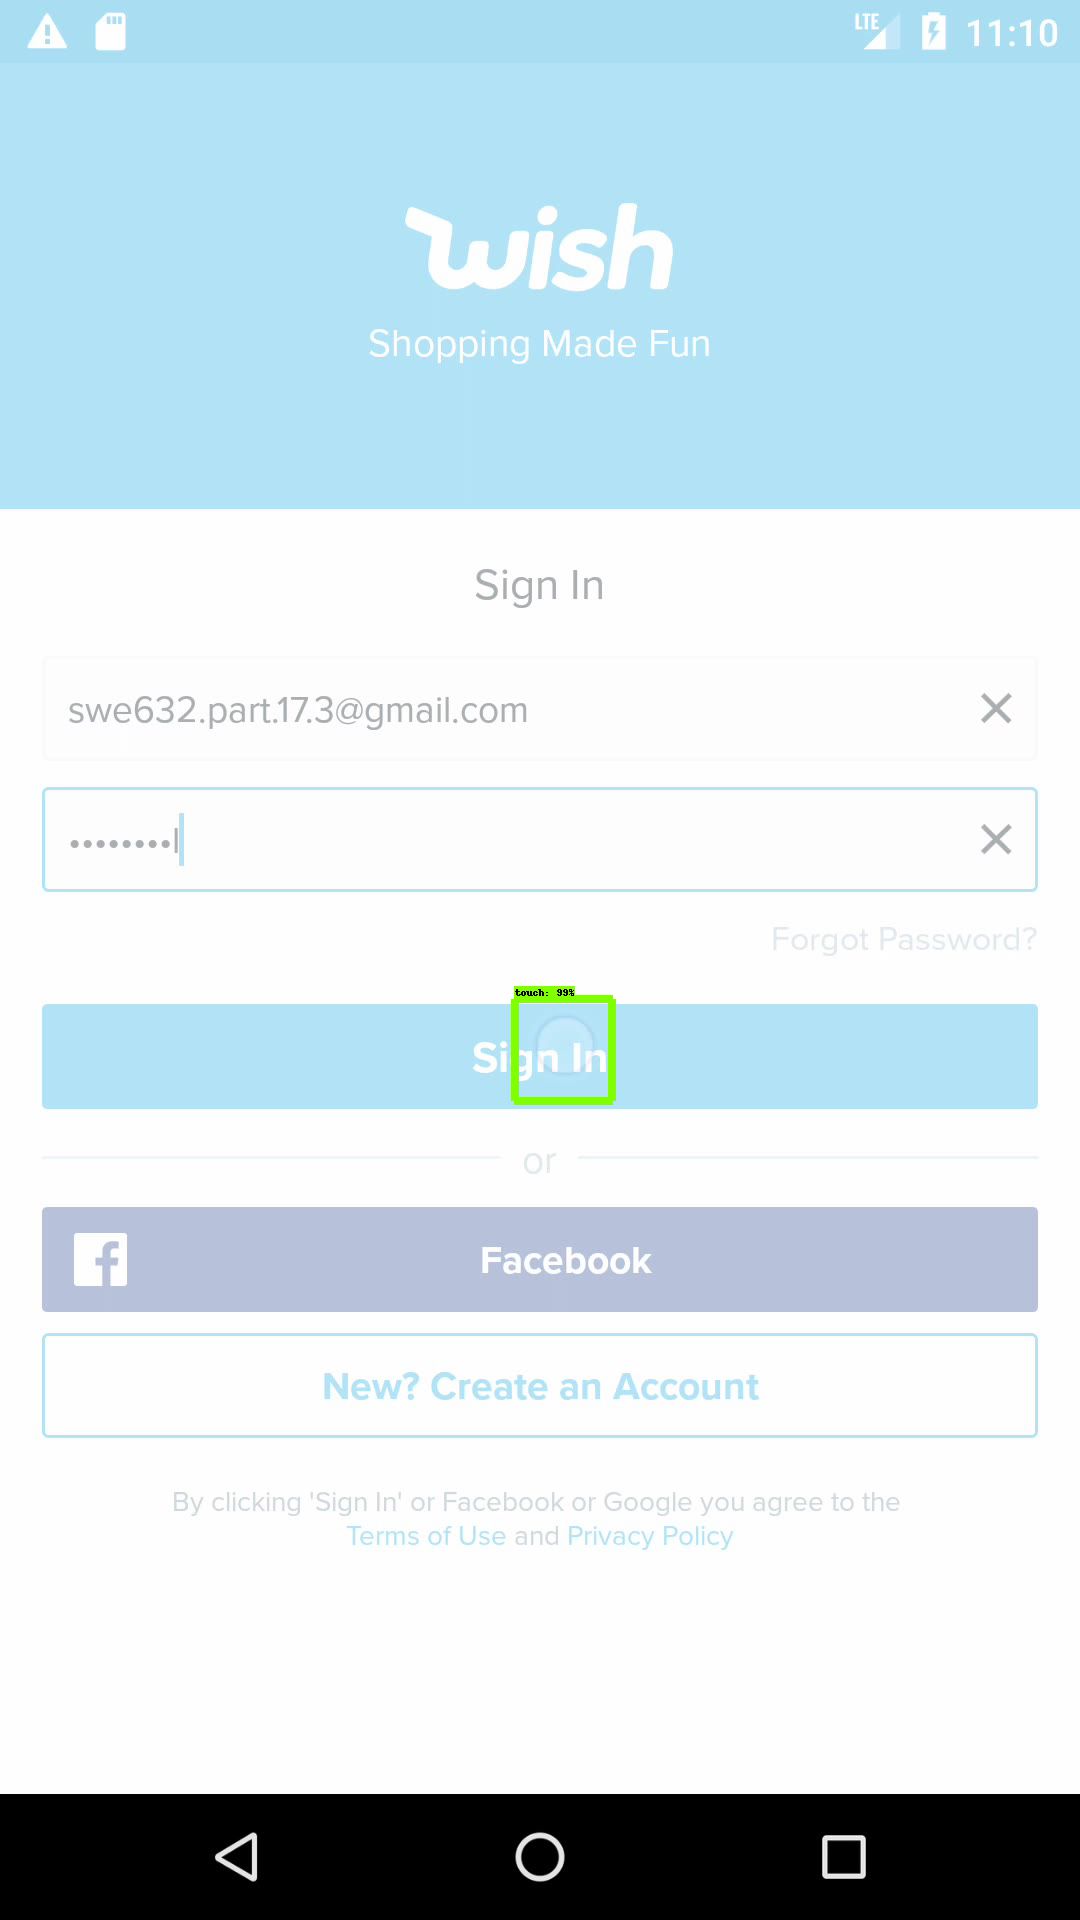 LTE 11:10
wish
Shopping Made Fun
Sign In
swe632.part.17.3@gmail.com
••••••••l
Forgot Password?
touch: 99%
Sign In
or
Facebook
New? Create an Account
By clicking 'Sign In' or Facebook or Google you agree to the
Terms of Use and Privacy Policy